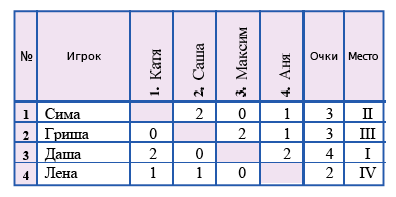 № Игрок 1. Катя 2. Саша 3. Максим 4. Аня Очки Место
1 Сима 2 0 1 3 II
2 Гриша 0 2 1 3 III
3 Даша 2 0 2 4 I
4 Лена 1 1 0 2 IV